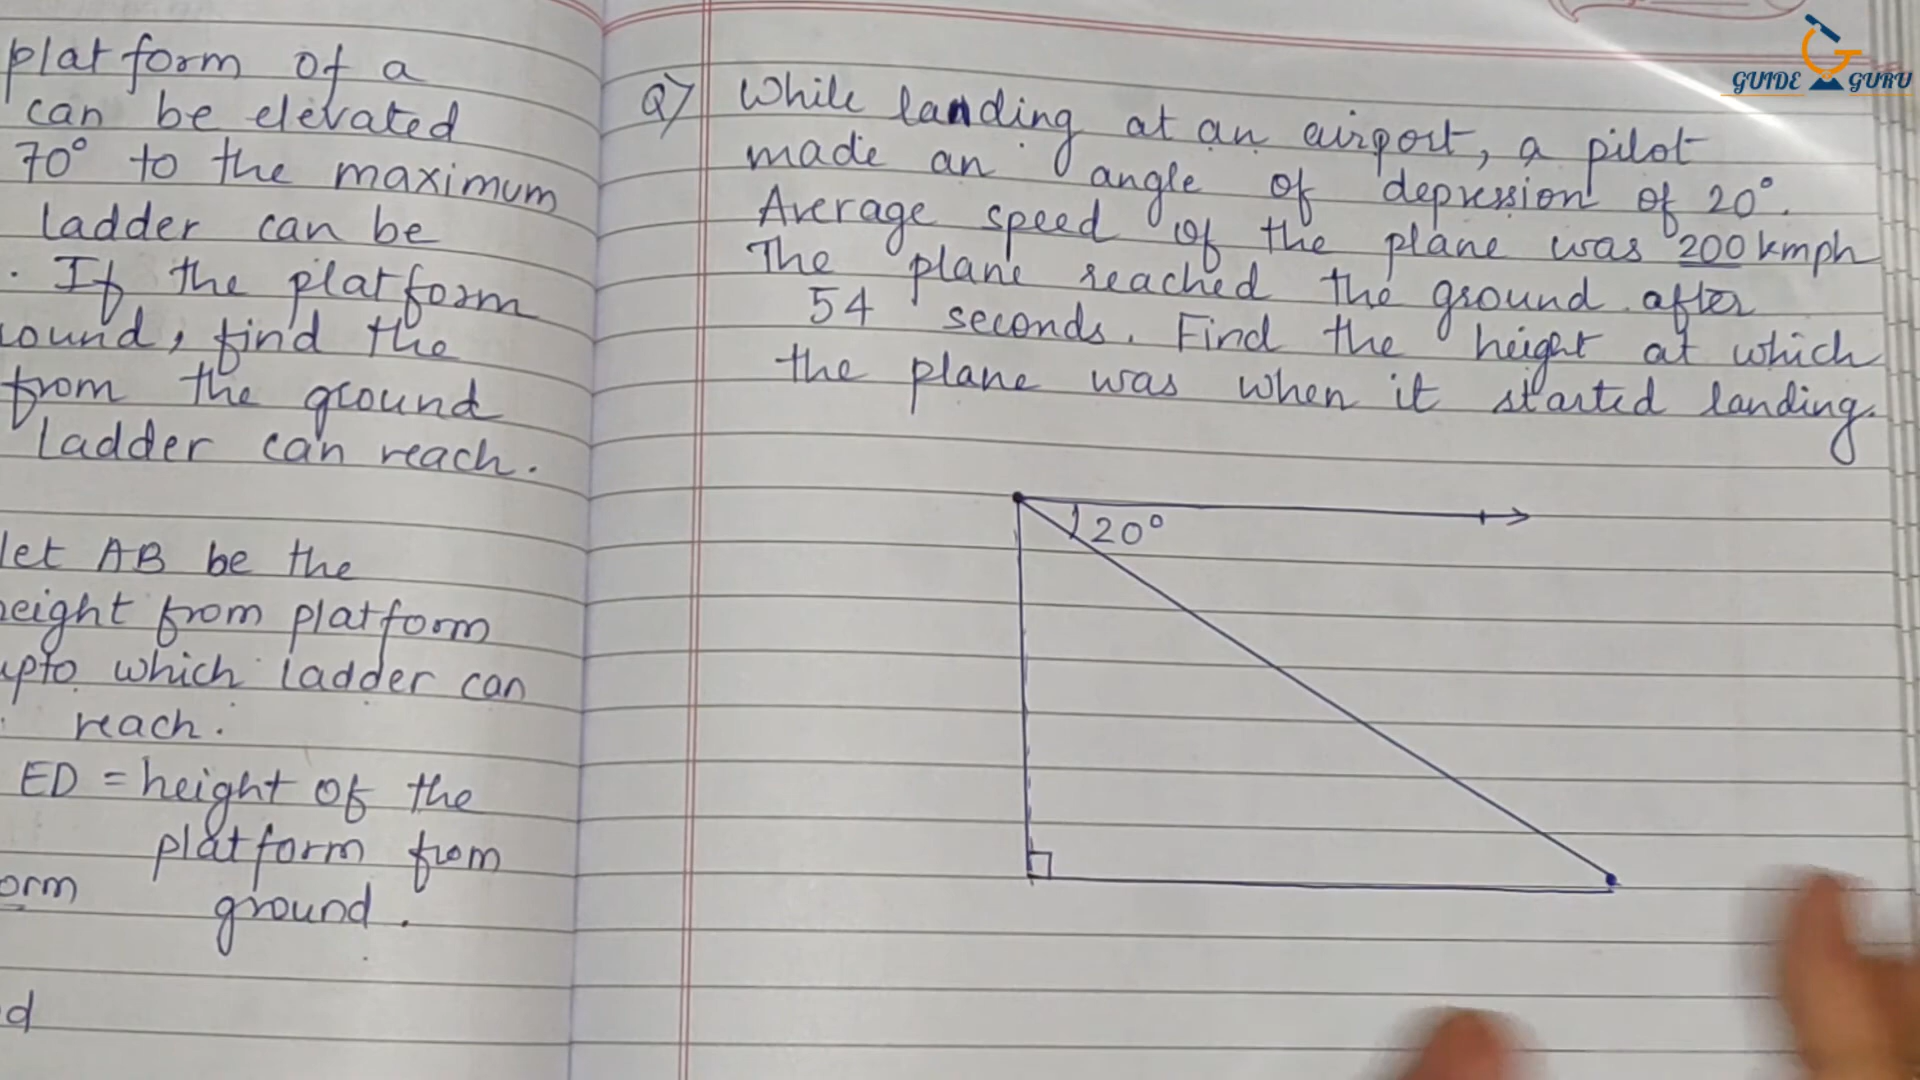 platform of a
can be elevated
70° to the maximum
ladder can be
. If the platform
ound, find the
from the ground
ladder can reach.
let AB be the
height from platform
upto which ladder can
reach.
ED = height of the
platform from
orm ground.
d
Q) While landing at an airport, a pilot
made an angle of depression of 20°.
Average speed of the plane was 200 kmph
The plane reached the ground after
54 seconds. Find the height at which
the plane was when it started landing.
20°
GUIDE GURU